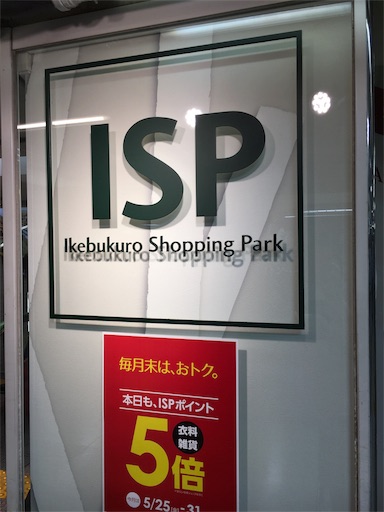 ISP
Ikebukuro Shopping Park
毎月末は、おトク。
本日も、ISPポイント
5倍
衣料
雑貨
5/25 - 31